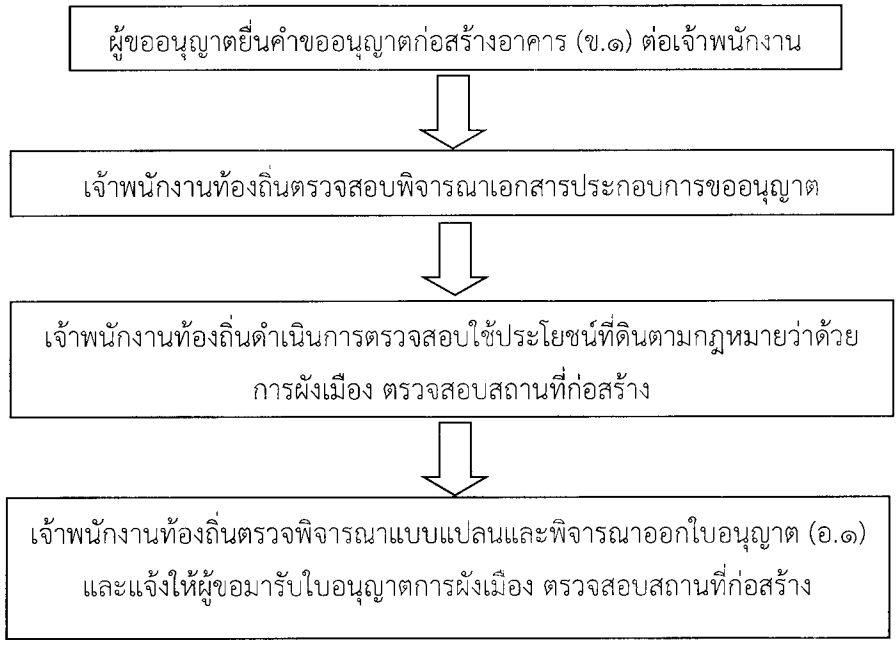 ผู้ขออนุญาตยื่นคำขออนุญาตก่อสร้างอาคาร (ข.๑) ต่อเจ้าพนักงาน
เจ้าพนักงานท้องถิ่นตรวจสอบพิจารณาเอกสารประกอบการขออนุญาต
เจ้าพนักงานท้องถิ่นดำเนินการตรวจสอบใช้ประโยชน์ที่ดินตามกฎหมายว่าด้วย
การผังเมือง ตรวจสอบสถานที่ก่อสร้าง
เจ้าพนักงานท้องถิ่นตรวจพิจารณาแบบแปลนและพิจารณาออกใบอนุญาต (อ.๑)
และแจ้งให้ผู้ขอมารับใบอนุญาตการผังเมือง ตรวจสอบสถานที่ก่อสร้าง